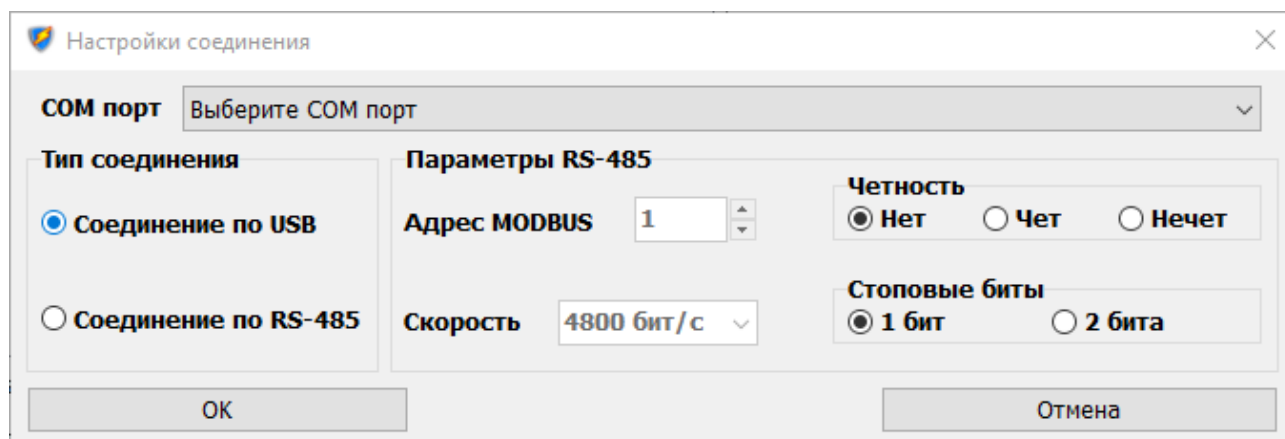 Настройки соединения
COM порт
Выберите COM порт
Тип соединения
Соединение по USB
Соединение по RS-485
Параметры RS-485
Адрес MODBUS
1
Скорость
4800 бит/с
Четность
Нет
Чет
Нечет
Стоповые биты
1 бит
2 бита
OK
Отмена